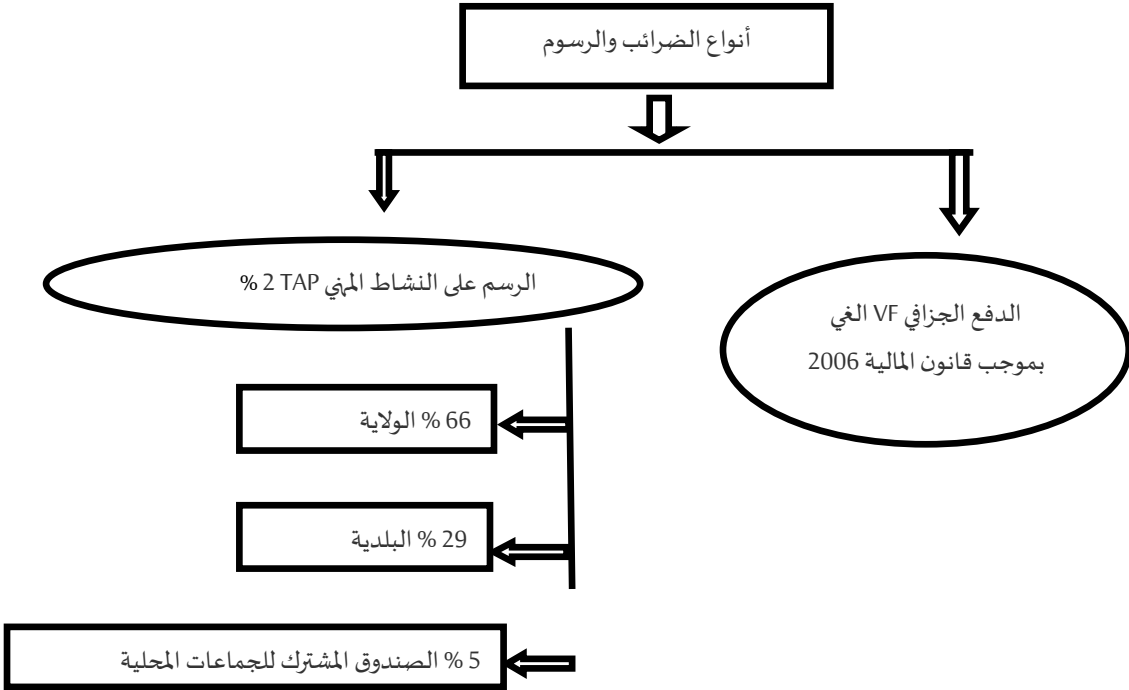 أنواع الضرائب والرسوم
الدفع الجزافي VF الغي
بموجب قانون المالية 2006
الرسم على النشاط المهني TAP 2 %
66 % الولاية
29 % البلدية
5 % الصندوق المشترك للجماعات المحلية